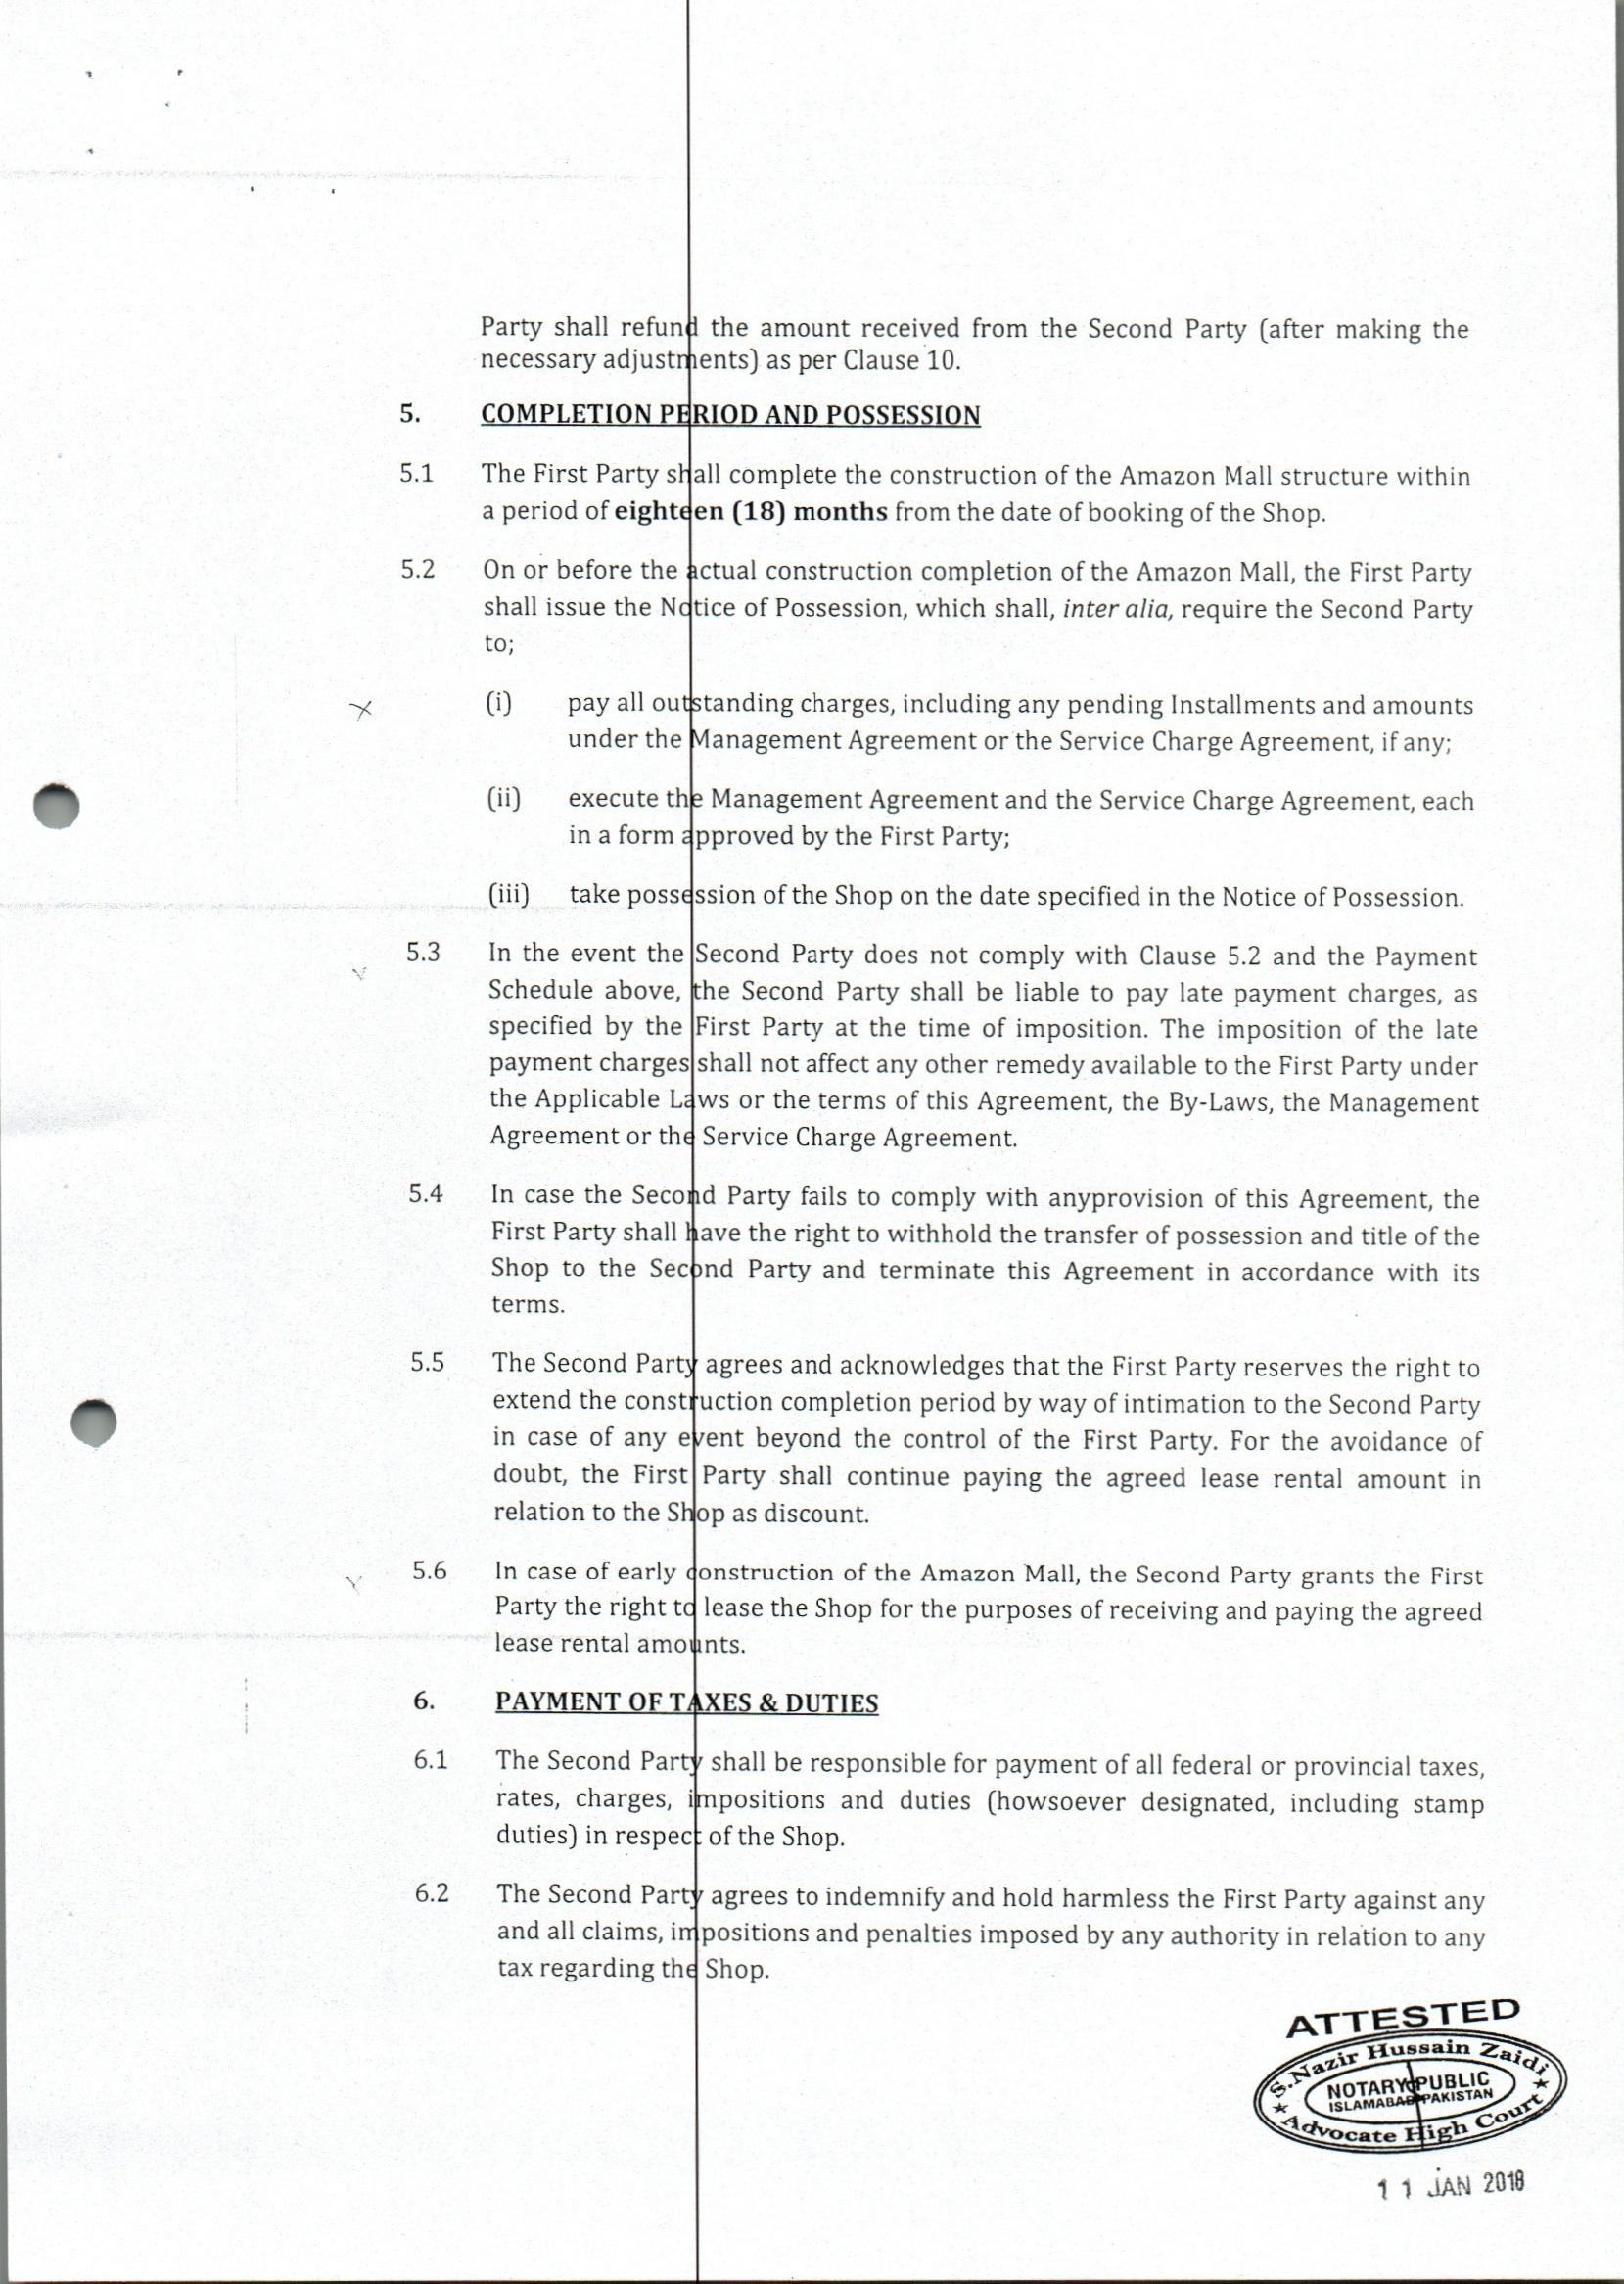 Party shall refund the amount received from the Second Party (after making the
necessary adjustments) as per Clause 10.
5. COMPLETION PERIOD AND POSSESSION
5.1 The First Party shall complete the construction of the Amazon Mall structure within
a period of eighteen (18) months from the date of booking of the Shop.
5.2 On or before the actual construction completion of the Amazon Mall, the First Party
shall issue the Notice of Possession, which shall, inter alia, require the Second Party
to;
(i) pay all outstanding charges, including any pending Installments and amounts
under the Management Agreement or the Service Charge Agreement, if any;
(ii) execute the Management Agreement and the Service Charge Agreement, each
in a form approved by the First Party;
(iii) take possession of the Shop on the date specified in the Notice of Possession.
5.3 In the event the Second Party does not comply with Clause 5.2 and the Payment
Schedule above, the Second Party shall be liable to pay late payment charges, as
specified by the First Party at the time of imposition. The imposition of the late
payment charges shall not affect any other remedy available to the First Party under
the Applicable Laws or the terms of this Agreement, the By-Laws, the Management
Agreement or the Service Charge Agreement.
5.4 In case the Second Party fails to comply with anyprovision of this Agreement, the
First Party shall have the right to withhold the transfer of possession and title of the
Shop to the Second Party and terminate this Agreement in accordance with its
terms.
5.5 The Second Party agrees and acknowledges that the First Party reserves the right to
extend the construction completion period by way of intimation to the Second Party
in case of any event beyond the control of the First Party. For the avoidance of
doubt, the First Party shall continue paying the agreed lease rental amount in
relation to the Shop as discount.
5.6 In case of early construction of the Amazon Mall, the Second Party grants the First
Party the right to lease the Shop for the purposes of receiving and paying the agreed
lease rental amounts.
6. PAYMENT OF TAXES & DUTIES
6.1 The Second Party shall be responsible for payment of all federal or provincial taxes,
rates, charges, impositions and duties (howsoever designated, including stamp
duties) in respect of the Shop.
6.2 The Second Party agrees to indemnify and hold harmless the First Party against any
and all claims, impositions and penalties imposed by any authority in relation to any
tax regarding the Shop.
ATTESTED
S.Nazir Hussain Zaidi
NOTARY PUBLIC
ISLAMABAD PAKISTAN
Advocate High Court
11 JAN 2018